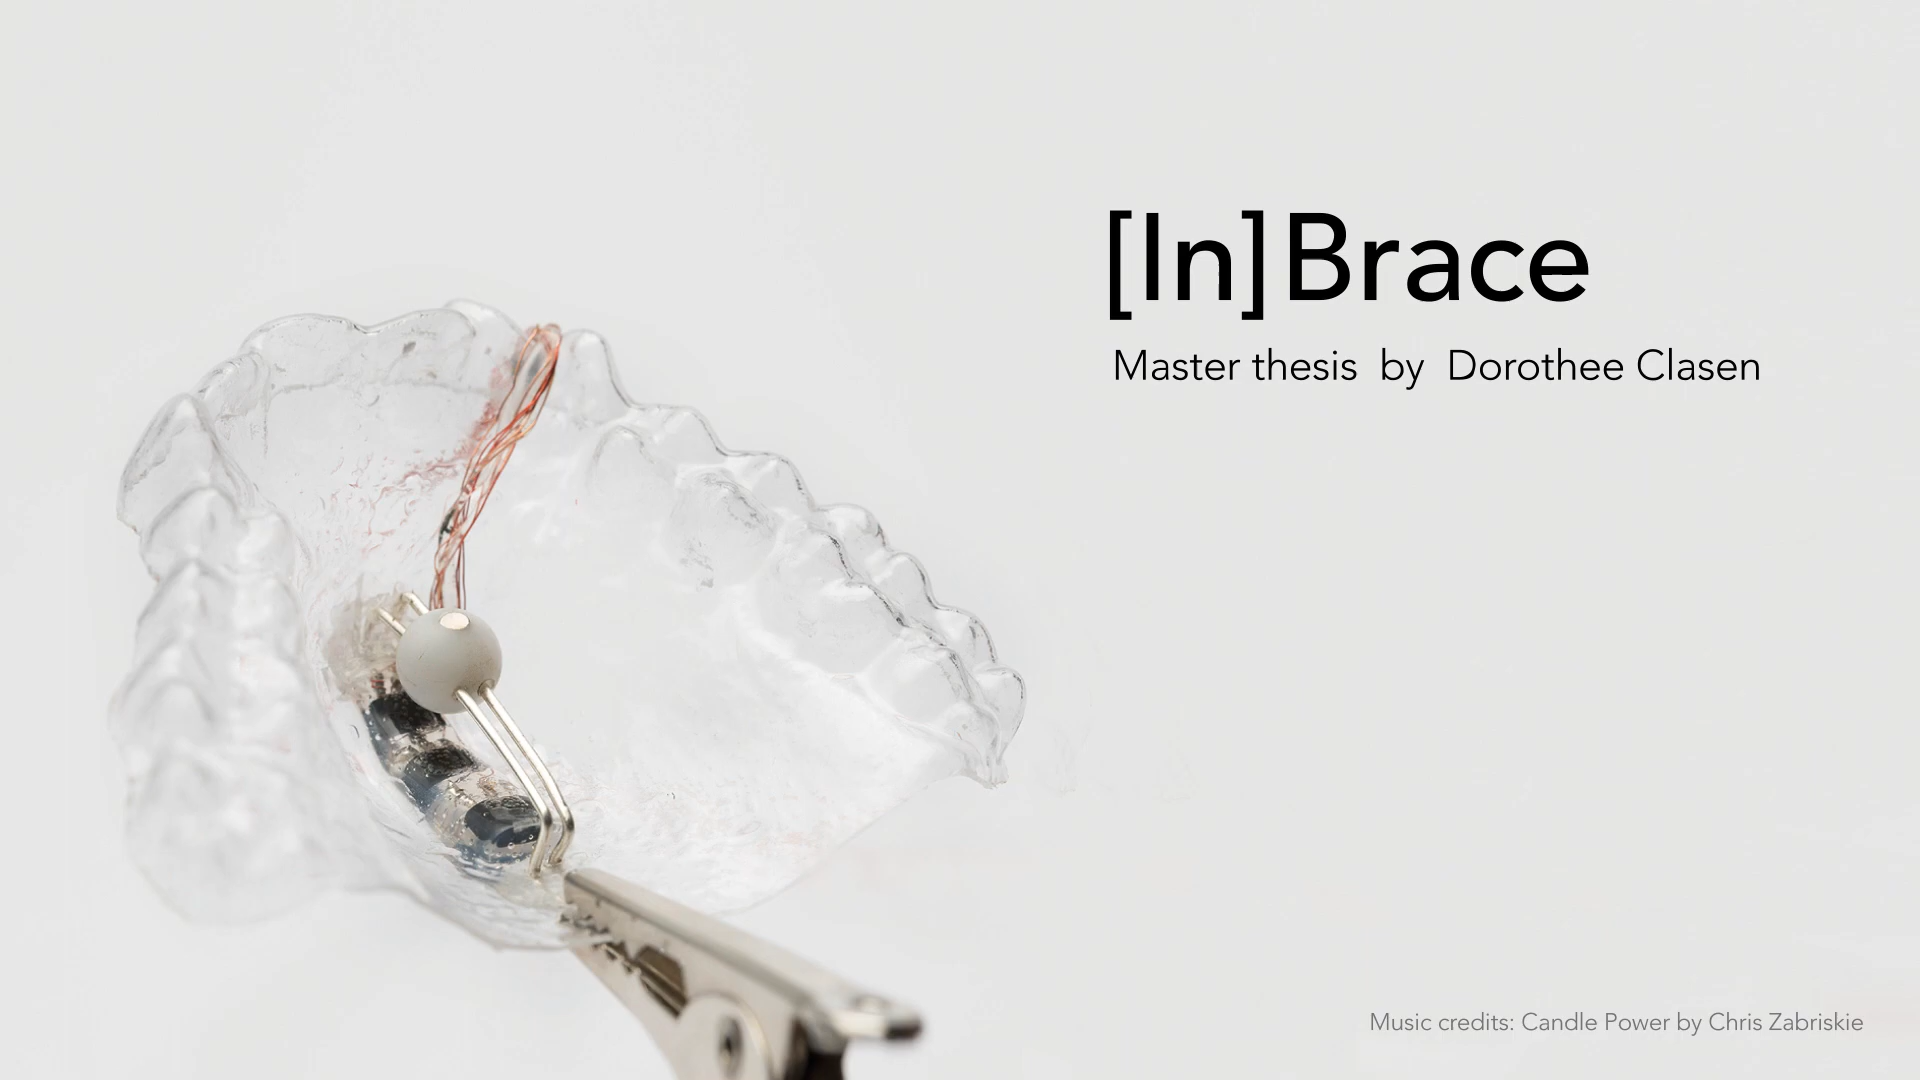 [In]Brace
Master thesis by Dorothee Clasen
Music credits: Candle Power by Chris Zabriskie